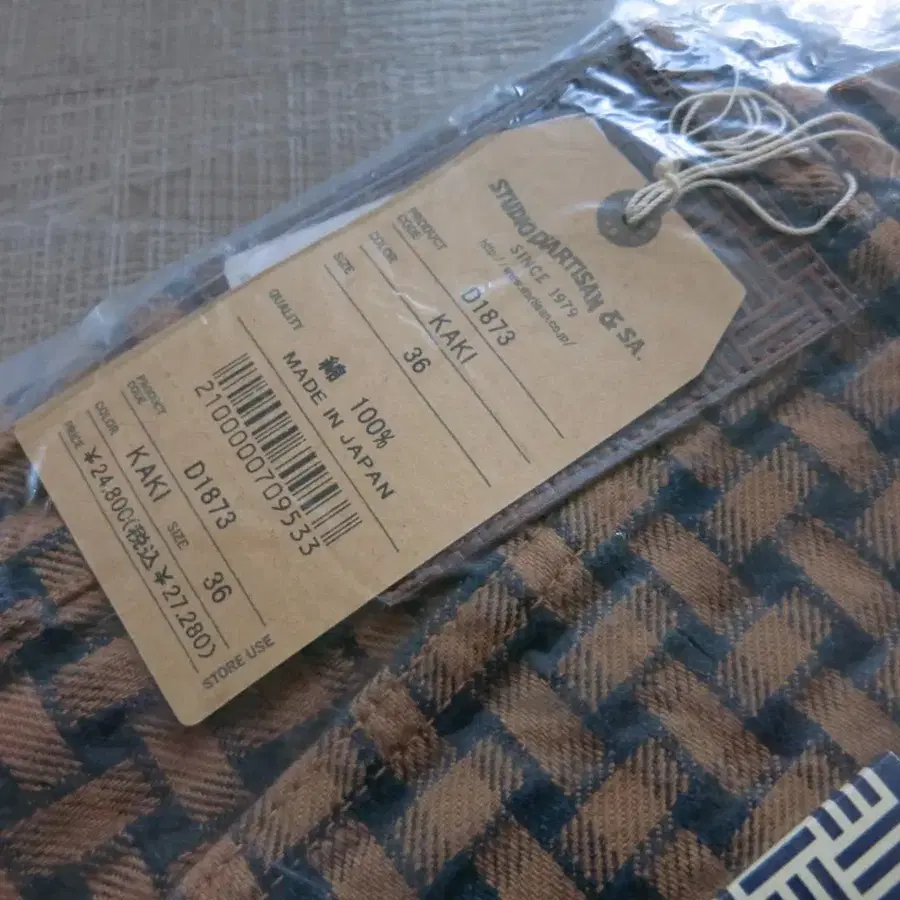 STUDIO D'ARTISAN & SA.
SINCE 1979
PRODUCT
CODE
D1873
COLOR
KAKI
SIZE
36
QUALITY
綿 100%
MADE IN JAPAN
2100000709533
PRODUCT
CODE
D1873
COLOR
KAKI
SIZE
36
PRICE
¥24,800(税込¥27,280)
STORE USE